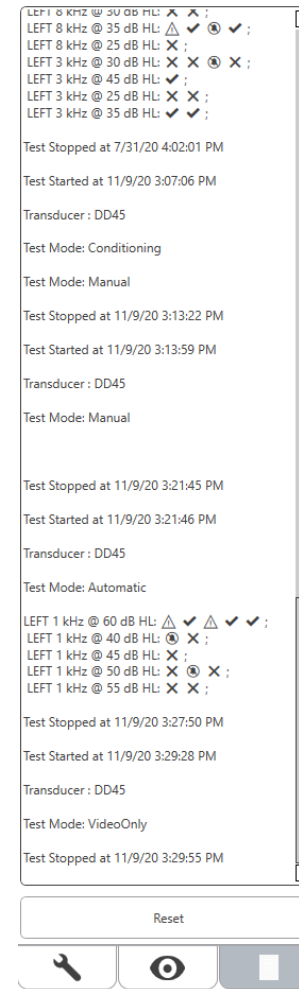 LEFT 8 kHz @ 30 dB HL: ✕ ✕ ;
LEFT 8 kHz @ 35 dB HL: ⚠ ✔ 🔕 ✔ ;
LEFT 8 kHz @ 25 dB HL: ✕ ;
LEFT 3 kHz @ 30 dB HL: ✕ ✕ 🔕 ✕ ;
LEFT 3 kHz @ 45 dB HL: ✔ ;
LEFT 3 kHz @ 25 dB HL: ✕ ✕ ;
LEFT 3 kHz @ 35 dB HL: ✔ ✔ ;
Test Stopped at 7/31/20 4:02:01 PM
Test Started at 11/9/20 3:07:06 PM
Transducer : DD45
Test Mode: Conditioning
Test Mode: Manual
Test Stopped at 11/9/20 3:13:22 PM
Test Started at 11/9/20 3:13:59 PM
Transducer : DD45
Test Mode: Manual
Test Stopped at 11/9/20 3:21:45 PM
Test Started at 11/9/20 3:21:46 PM
Transducer : DD45
Test Mode: Automatic
LEFT 1 kHz @ 60 dB HL: ⚠ ✔ ⚠ ✔ ✔ ;
LEFT 1 kHz @ 40 dB HL: 🔕 ✕ ;
LEFT 1 kHz @ 45 dB HL: ✕ ;
LEFT 1 kHz @ 50 dB HL: ✕ 🔕 ✕ ;
LEFT 1 kHz @ 55 dB HL: ✕ ✕ ;
Test Stopped at 11/9/20 3:27:50 PM
Test Started at 11/9/20 3:29:28 PM
Transducer : DD45
Test Mode: VideoOnly
Test Stopped at 11/9/20 3:29:55 PM
Reset